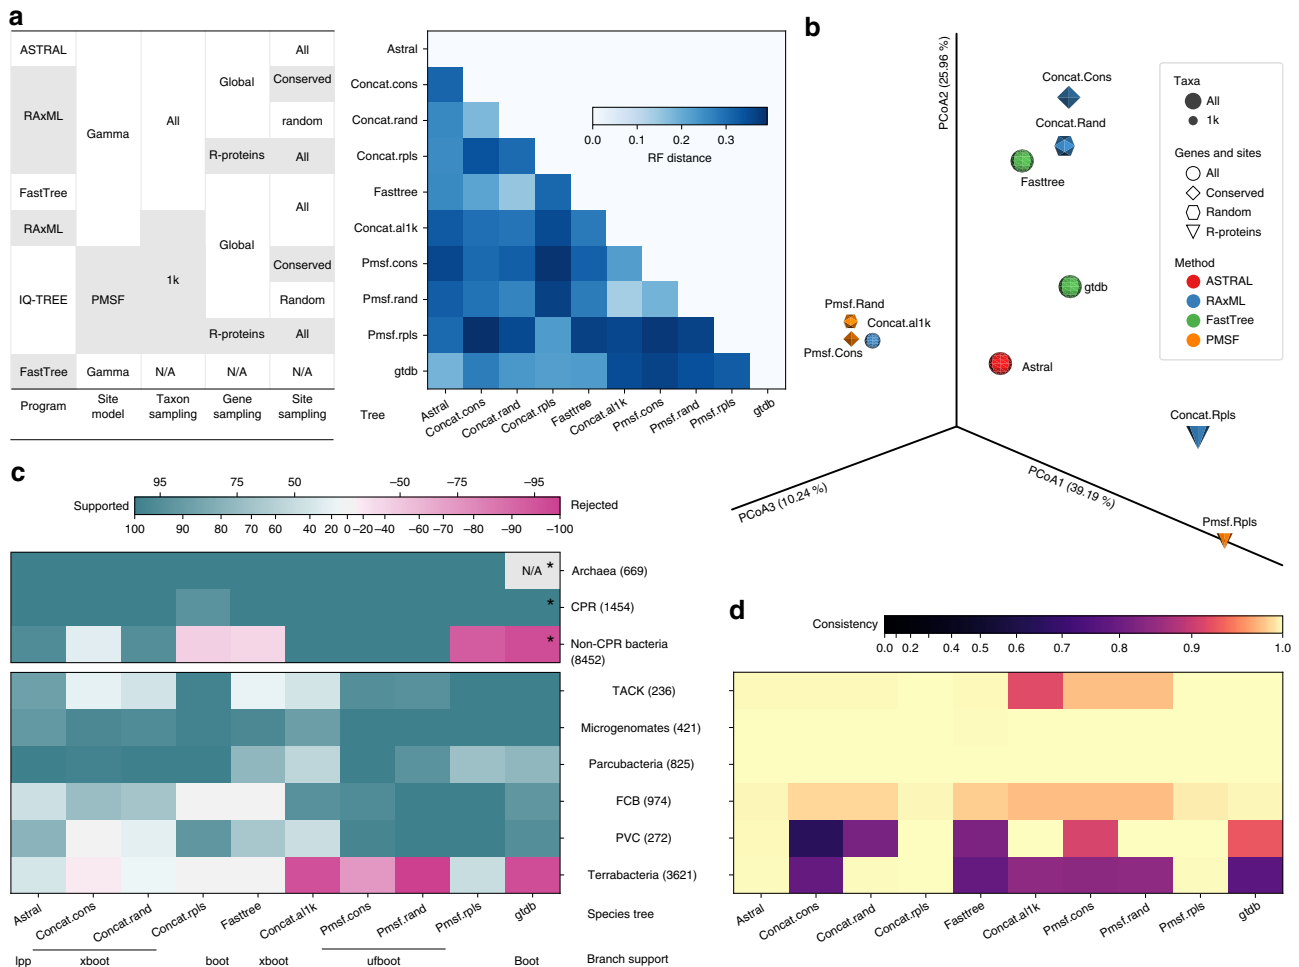 a
ASTRAL
All
Global
Conserved
RAxML
Gamma
All
random
R-proteins
All
FastTree
All
RAxML
Global
1k
Conserved
IQ-TREE
PMSF
Random
R-proteins
All
FastTree
Gamma
N/A
N/A
N/A
Program
Site model
Taxon sampling
Gene sampling
Site sampling
Astral
Concat.cons
Concat.rand
Concat.rpls
Fasttree
Concat.al1k
Pmsf.cons
Pmsf.rand
Pmsf.rpls
gtdb
0.0 0.1 0.2 0.3
RF distance
Tree
Astral Concat.cons Concat.rand Concat.rpls Fasttree Concat.al1k Pmsf.cons Pmsf.rand Pmsf.rpls gtdb
b
PCoA2 (25.96 %)
Concat.Cons
Concat.Rand
Fasttree
gtdb
Pmsf.Rand
Concat.al1k
Pmsf.Cons
Astral
Concat.Rpls
PCoA1 (39.19 %)
PCoA3 (10.24 %)
Pmsf.Rpls
Taxa
All
1k
Genes and sites
All
Conserved
Random
R-proteins
Method
ASTRAL
RAxML
FastTree
PMSF
c
95 75 50 −50 −75 −95
Supported
Rejected
100 90 80 70 60 40 20 0 −20 −40 −60 −70 −80 −90 −100
N/A *
Archaea (669)
*
CPR (1454)
*
Non-CPR bacteria
(8452)
TACK (236)
Microgenomates (421)
Parcubacteria (825)
FCB (974)
PVC (272)
Terrabacteria (3621)
Astral Concat.cons Concat.rand Concat.rpls Fasttree Concat.al1k Pmsf.cons Pmsf.rand Pmsf.rpls gtdb
Species tree
lpp xboot boot xboot ufboot Boot
Branch support
d
Consistency
0.0 0.2 0.4 0.5 0.6 0.7 0.8 0.9 1.0
Astral Concat.cons Concat.rand Concat.rpls Fasttree Concat.al1k Pmsf.cons Pmsf.rand Pmsf.rpls gtdb